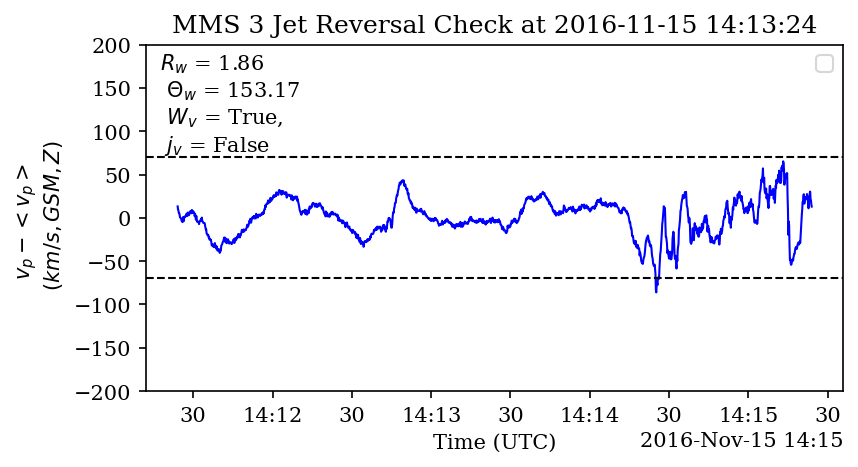 MMS 3 Jet Reversal Check at 2016-11-15 14:13:24
R_w = 1.86
Θ_w = 153.17
W_v = True,
j_v = False
v_p − < v_p >
(km/s, GSM, Z)
200
150
100
50
0
−50
−100
−150
−200
30 14:12 30 14:13 30 14:14 30 14:15 30
Time (UTC)
2016-Nov-15 14:15